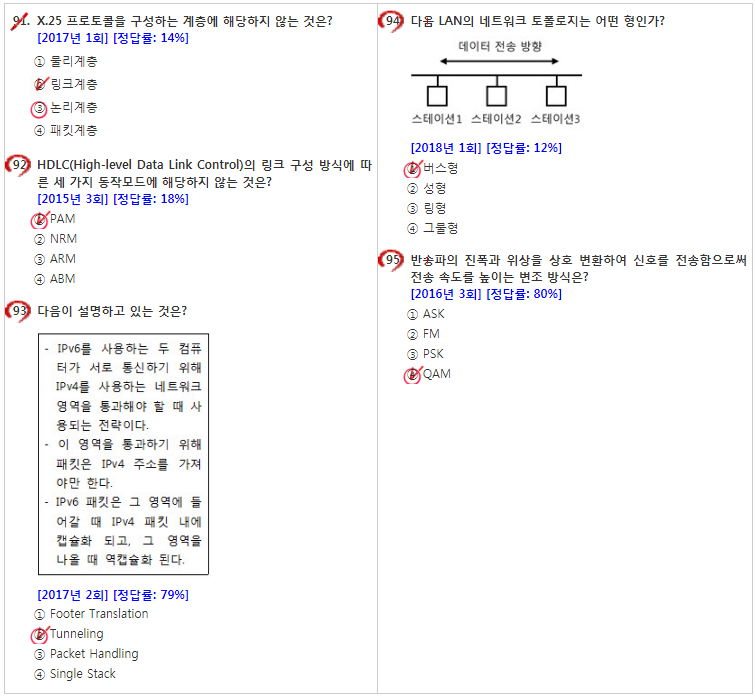 91. X.25 프로토콜을 구성하는 계층에 해당하지 않는 것은?
[2017년 1회] [정답률: 14%]
① 물리계층
② 링크계층
③ 논리계층
④ 패킷계층
92. HDLC(High-level Data Link Control)의 링크 구성 방식에 따
른 세 가지 동작모드에 해당하지 않는 것은?
[2015년 3회] [정답률: 18%]
① PAM
② NRM
③ ARM
④ ABM
93. 다음이 설명하고 있는 것은?
- IPv6를 사용하는 두 컴퓨
터가 서로 통신하기 위해
IPv4를 사용하는 네트워크
영역을 통과해야 할 때 사
용되는 전략이다.
- 이 영역을 통과하기 위해
패킷은 IPv4 주소를 가져
야만 한다.
- IPv6 패킷은 그 영역에 들
어갈 때 IPv4 패킷 내에
캡슐화 되고, 그 영역을
나올 때 역캡슐화 된다.
[2017년 2회] [정답률: 79%]
① Footer Translation
② Tunneling
③ Packet Handling
④ Single Stack
94. 다음 LAN의 네트워크 토폴로지는 어떤 형인가?
데이터 전송 방향
스테이션1 스테이션2 스테이션3
[2018년 1회] [정답률: 12%]
① 버스형
② 성형
③ 링형
④ 그물형
95. 반송파의 진폭과 위상을 상호 변환하여 신호를 전송함으로써
전송 속도를 높이는 변조 방식은?
[2016년 3회] [정답률: 80%]
① ASK
② FM
③ PSK
④ QAM